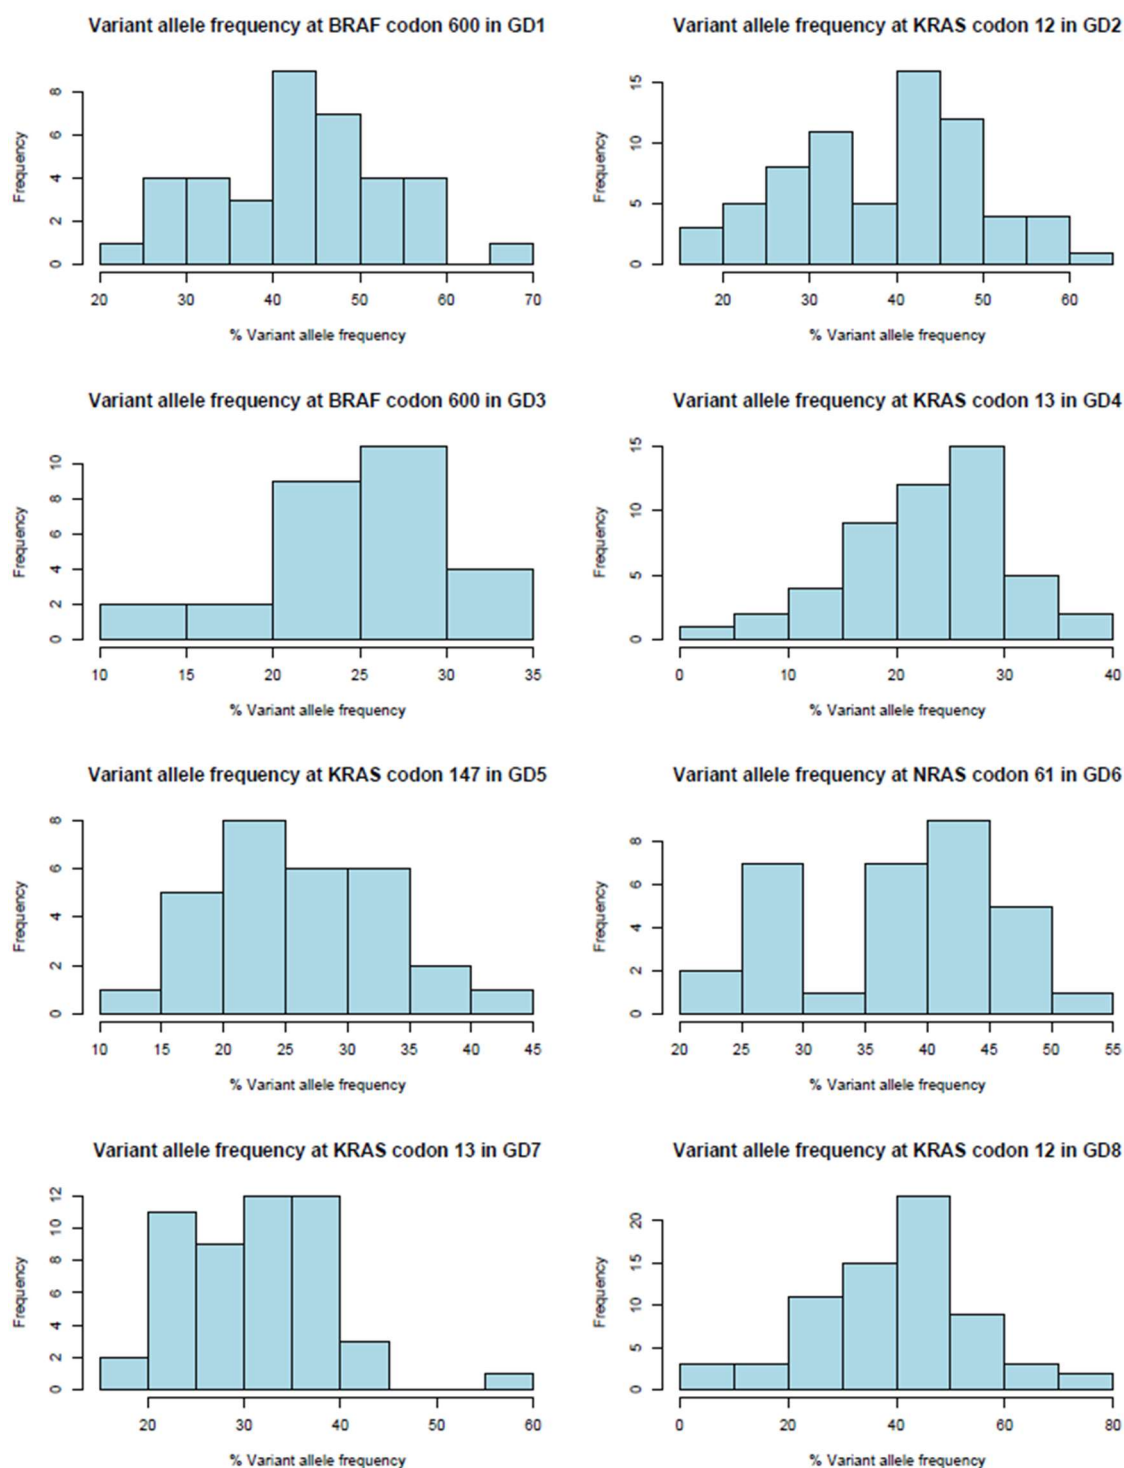 Variant allele frequency at BRAF codon 600 in GD1
Frequency
0 2 4 6 8
20 30 40 50 60 70
% Variant allele frequency
Variant allele frequency at KRAS codon 12 in GD2
Frequency
0 5 10 15
20 30 40 50 60
% Variant allele frequency
Variant allele frequency at BRAF codon 600 in GD3
Frequency
0 2 4 6 8 10
10 15 20 25 30 35
% Variant allele frequency
Variant allele frequency at KRAS codon 13 in GD4
Frequency
0 5 10 15
0 10 20 30 40
% Variant allele frequency
Variant allele frequency at KRAS codon 147 in GD5
Frequency
0 2 4 6 8
10 15 20 25 30 35 40 45
% Variant allele frequency
Variant allele frequency at NRAS codon 61 in GD6
Frequency
0 2 4 6 8
20 25 30 35 40 45 50 55
% Variant allele frequency
Variant allele frequency at KRAS codon 13 in GD7
Frequency
0 2 4 6 8 10 12
20 30 40 50 60
% Variant allele frequency
Variant allele frequency at KRAS codon 12 in GD8
Frequency
0 5 10 15 20
0 20 40 60 80
% Variant allele frequency